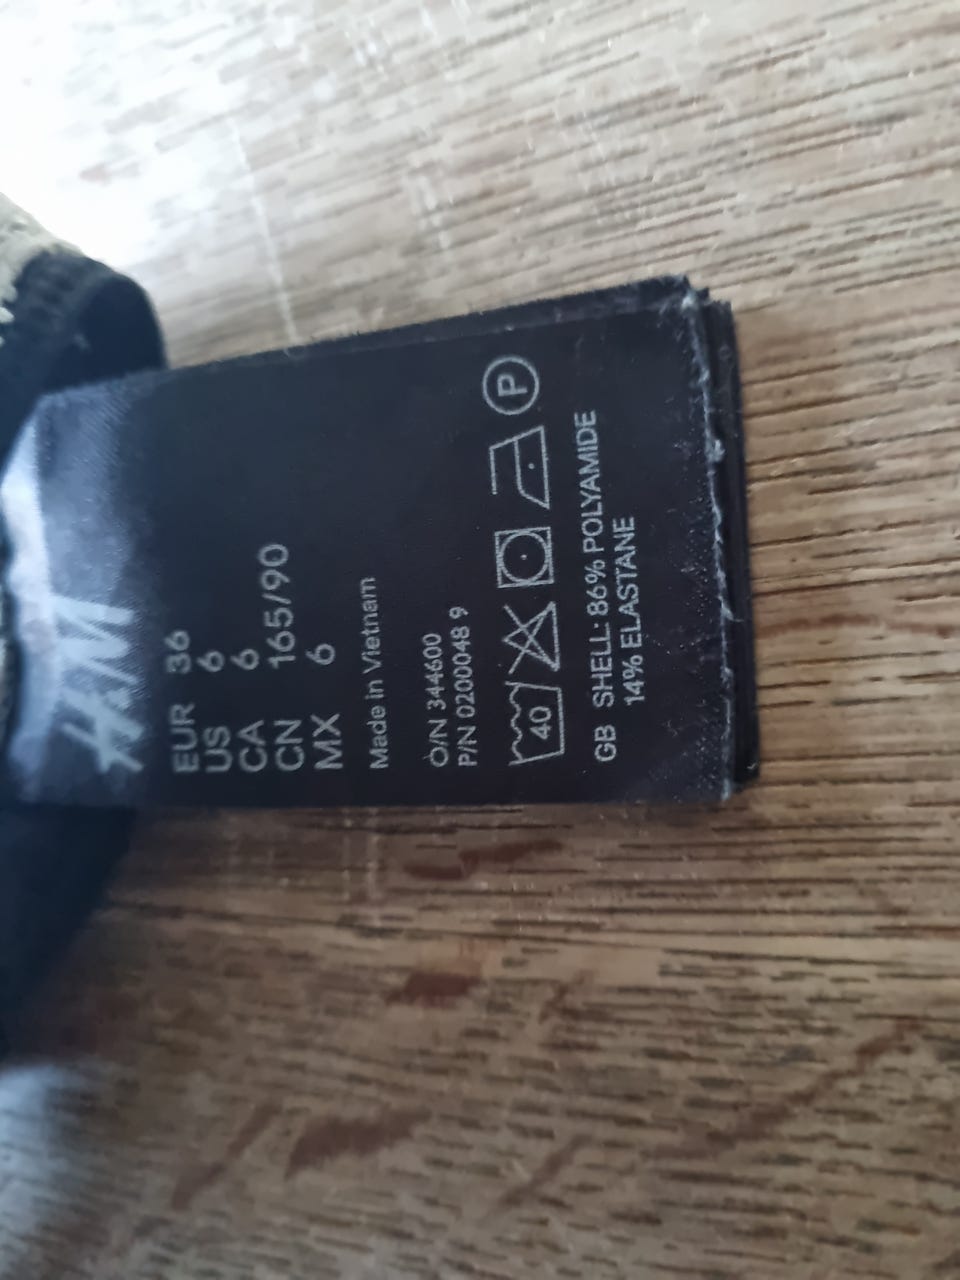 H&M
EUR 36
US 6
CA 6
CN 165/90
MX 6
Made in Vietnam
O/N 344600
P/N 0200048 9
40 P
GB SHELL: 86% POLYAMIDE
14% ELASTANE